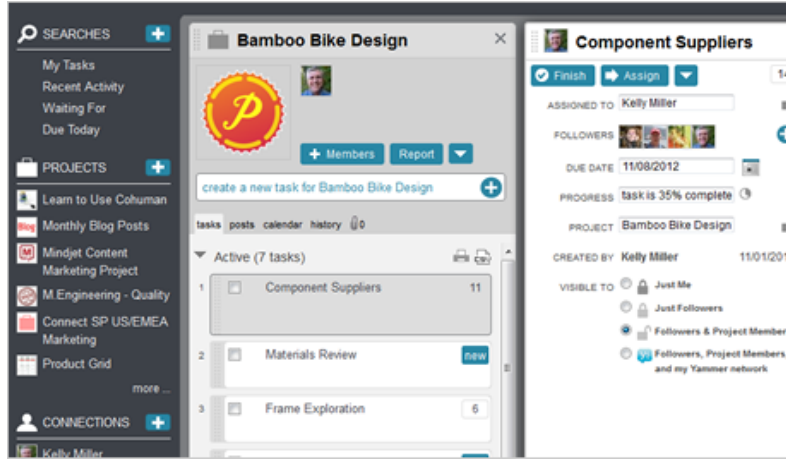 SEARCHES
My Tasks
Recent Activity
Waiting For
Due Today
PROJECTS
Learn to Use Cohuman
Blog
Monthly Blog Posts
Mindjet Content
Marketing Project
M.Engineering - Quality
Connect SP US/EMEA
Marketing
Product Grid
more ...
CONNECTIONS
Kelly Miller
Bamboo Bike Design
P
+ Members
Report
create a new task for Bamboo Bike Design
tasks posts calendar history 0
Active (7 tasks)
1 Component Suppliers 11
2 Materials Review new
3 Frame Exploration 6
Component Suppliers
Finish
Assign
14
ASSIGNED TO Kelly Miller
FOLLOWERS
DUE DATE 11/08/2012
PROGRESS task is 35% complete
PROJECT Bamboo Bike Design
CREATED BY Kelly Miller 11/01/201
VISIBLE TO Just Me
Just Followers
Followers & Project Member
Followers, Project Members,
and my Yammer network